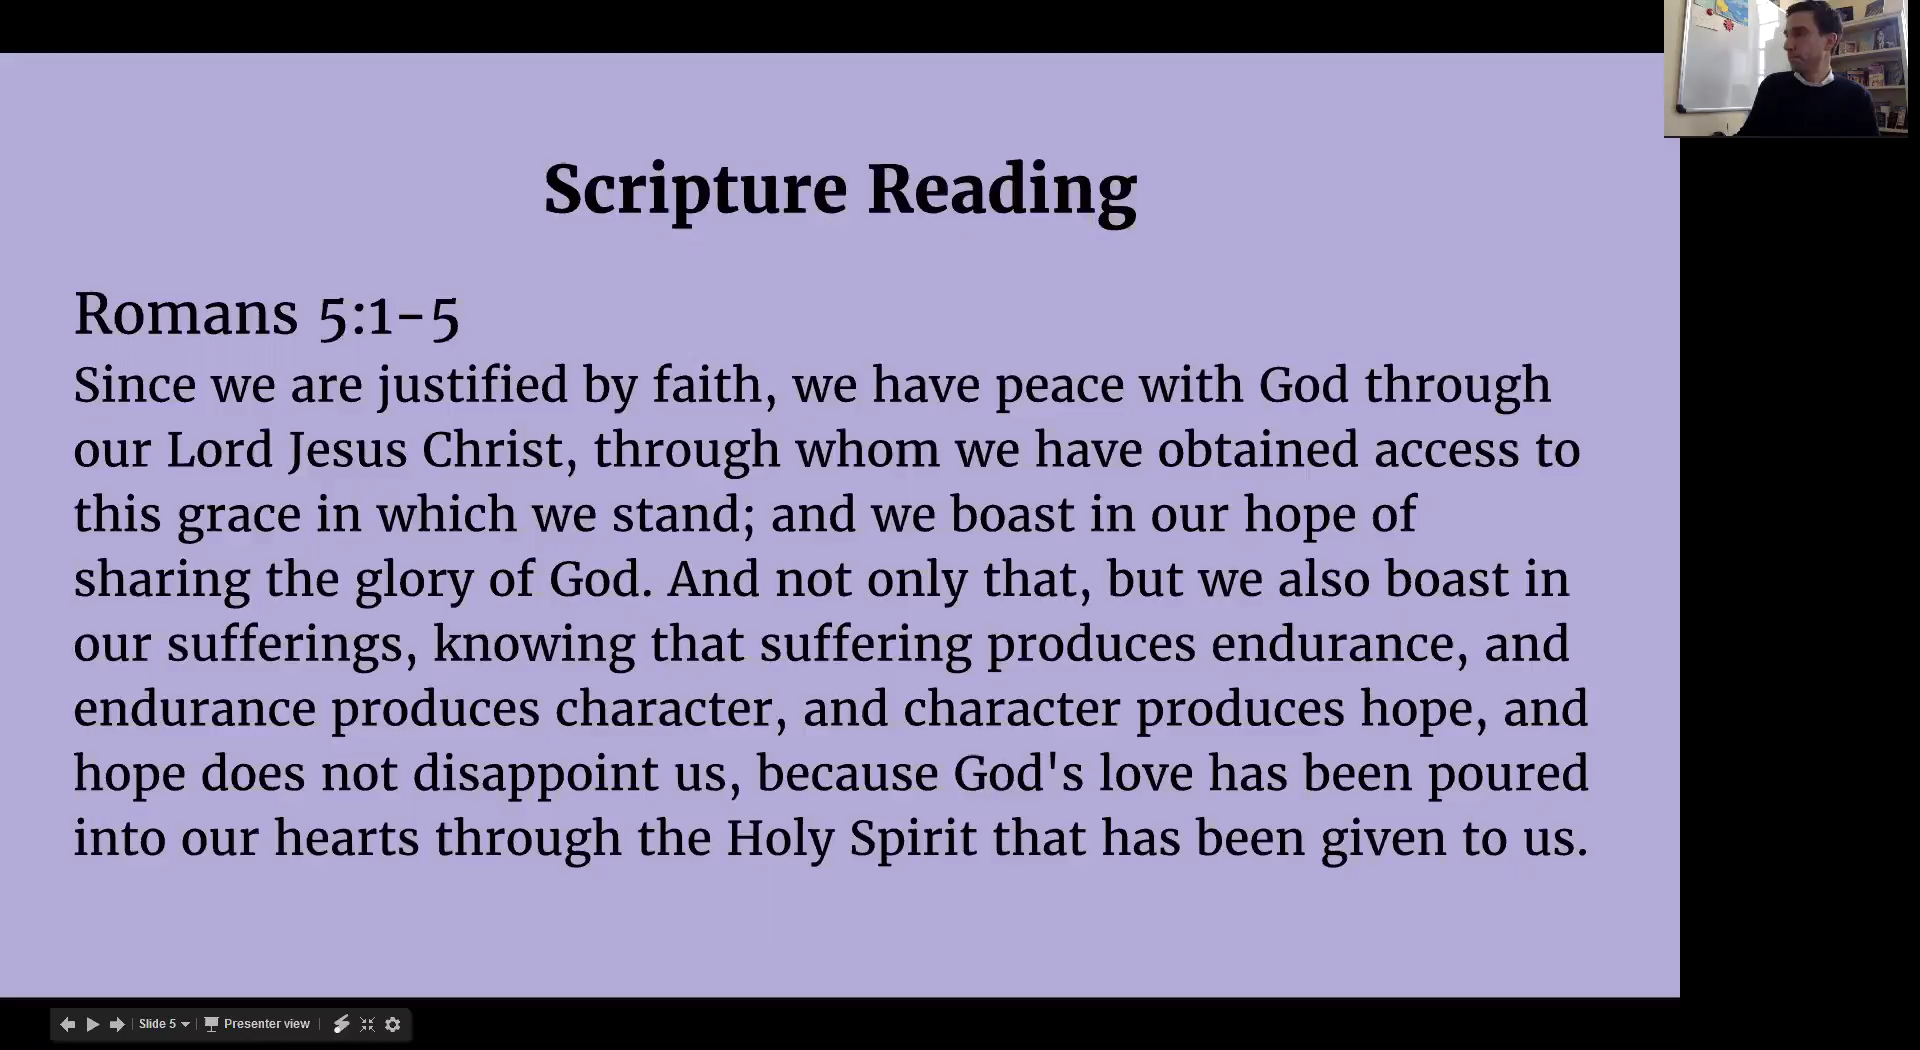 Scripture Reading
Romans 5:1-5
Since we are justified by faith, we have peace with God through
our Lord Jesus Christ, through whom we have obtained access to
this grace in which we stand; and we boast in our hope of
sharing the glory of God. And not only that, but we also boast in
our sufferings, knowing that suffering produces endurance, and
endurance produces character, and character produces hope, and
hope does not disappoint us, because God's love has been poured
into our hearts through the Holy Spirit that has been given to us.
Slide 5
Presenter view